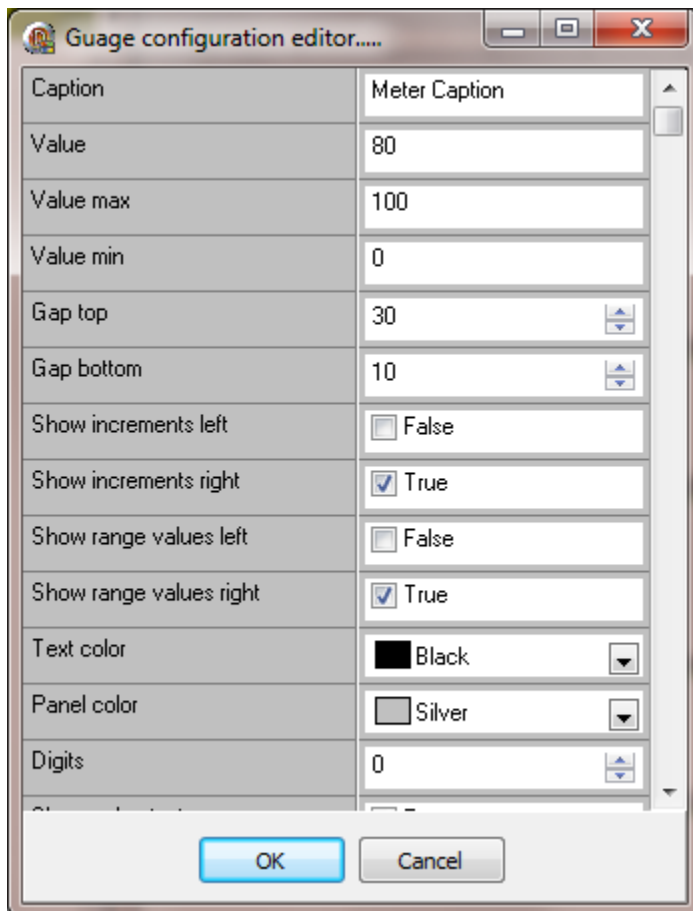 Guage configuration editor.....
Caption Meter Caption
Value 80
Value max 100
Value min 0
Gap top 30
Gap bottom 10
Show increments left False
Show increments right True
Show range values left False
Show range values right True
Text color Black
Panel color Silver
Digits 0
OK Cancel